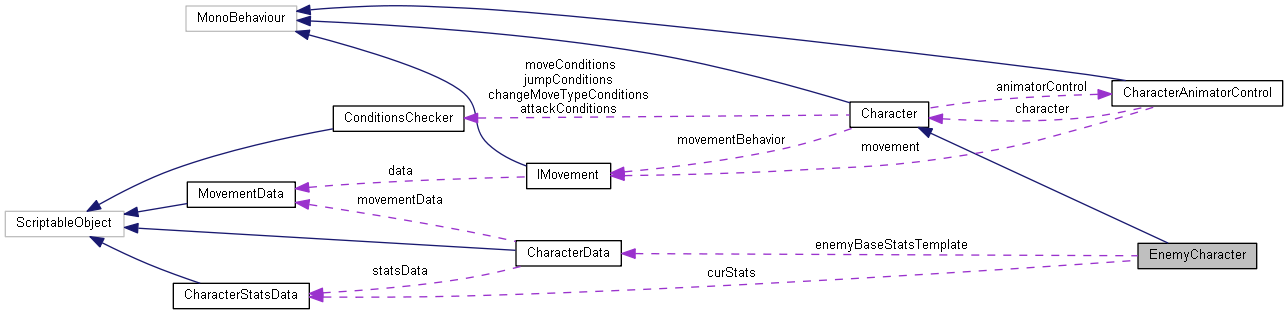 MonoBehaviour
moveConditions
jumpConditions
changeMoveTypeConditions
attackConditions
animatorControl
CharacterAnimatorControl
character
ConditionsChecker
Character
movementBehavior
movement
data
IMovement
MovementData
movementData
ScriptableObject
enemyBaseStatsTemplate
CharacterData
EnemyCharacter
statsData
curStats
CharacterStatsData